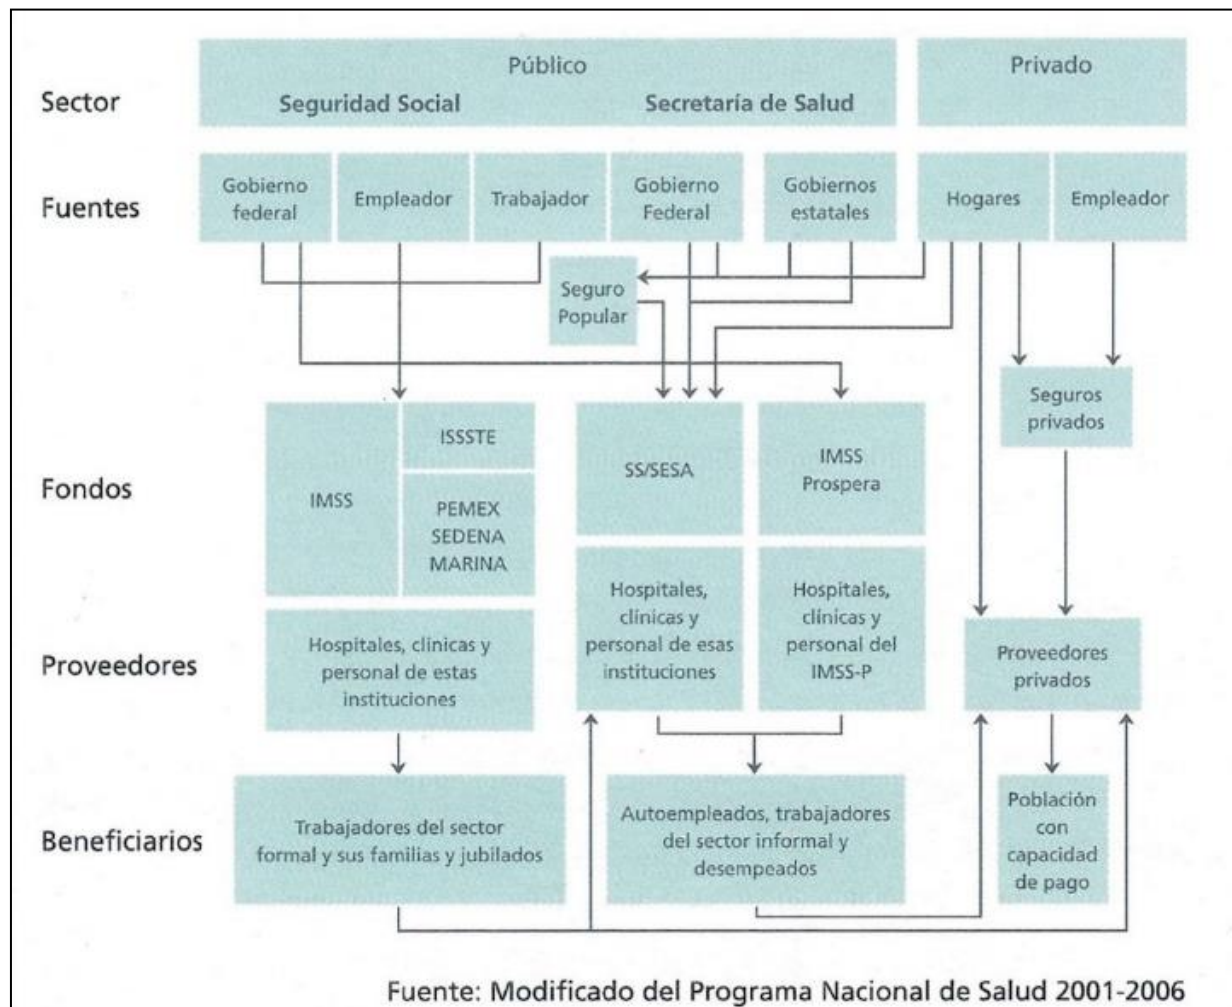 Sector
Público
Seguridad Social
Secretaría de Salud
Privado
Fuentes
Gobierno
federal
Empleador
Trabajador
Gobierno
Federal
Gobiernos
estatales
Hogares
Empleador
Seguro
Popular
Seguros
privados
Fondos
IMSS
ISSSTE
PEMEX
SEDENA
MARINA
SS/SESA
IMSS
Prospera
Proveedores
Hospitales, clínicas y
personal de estas
instituciones
Hospitales,
clínicas y
personal de esas
instituciones
Hospitales,
clínicas y
personal del
IMSS-P
Proveedores
privados
Beneficiarios
Trabajadores del sector
formal y sus familias y jubilados
Autoempleados, trabajadores
del sector informal y
desempeados
Población
con
capacidad
de pago
Fuente: Modificado del Programa Nacional de Salud 2001-2006